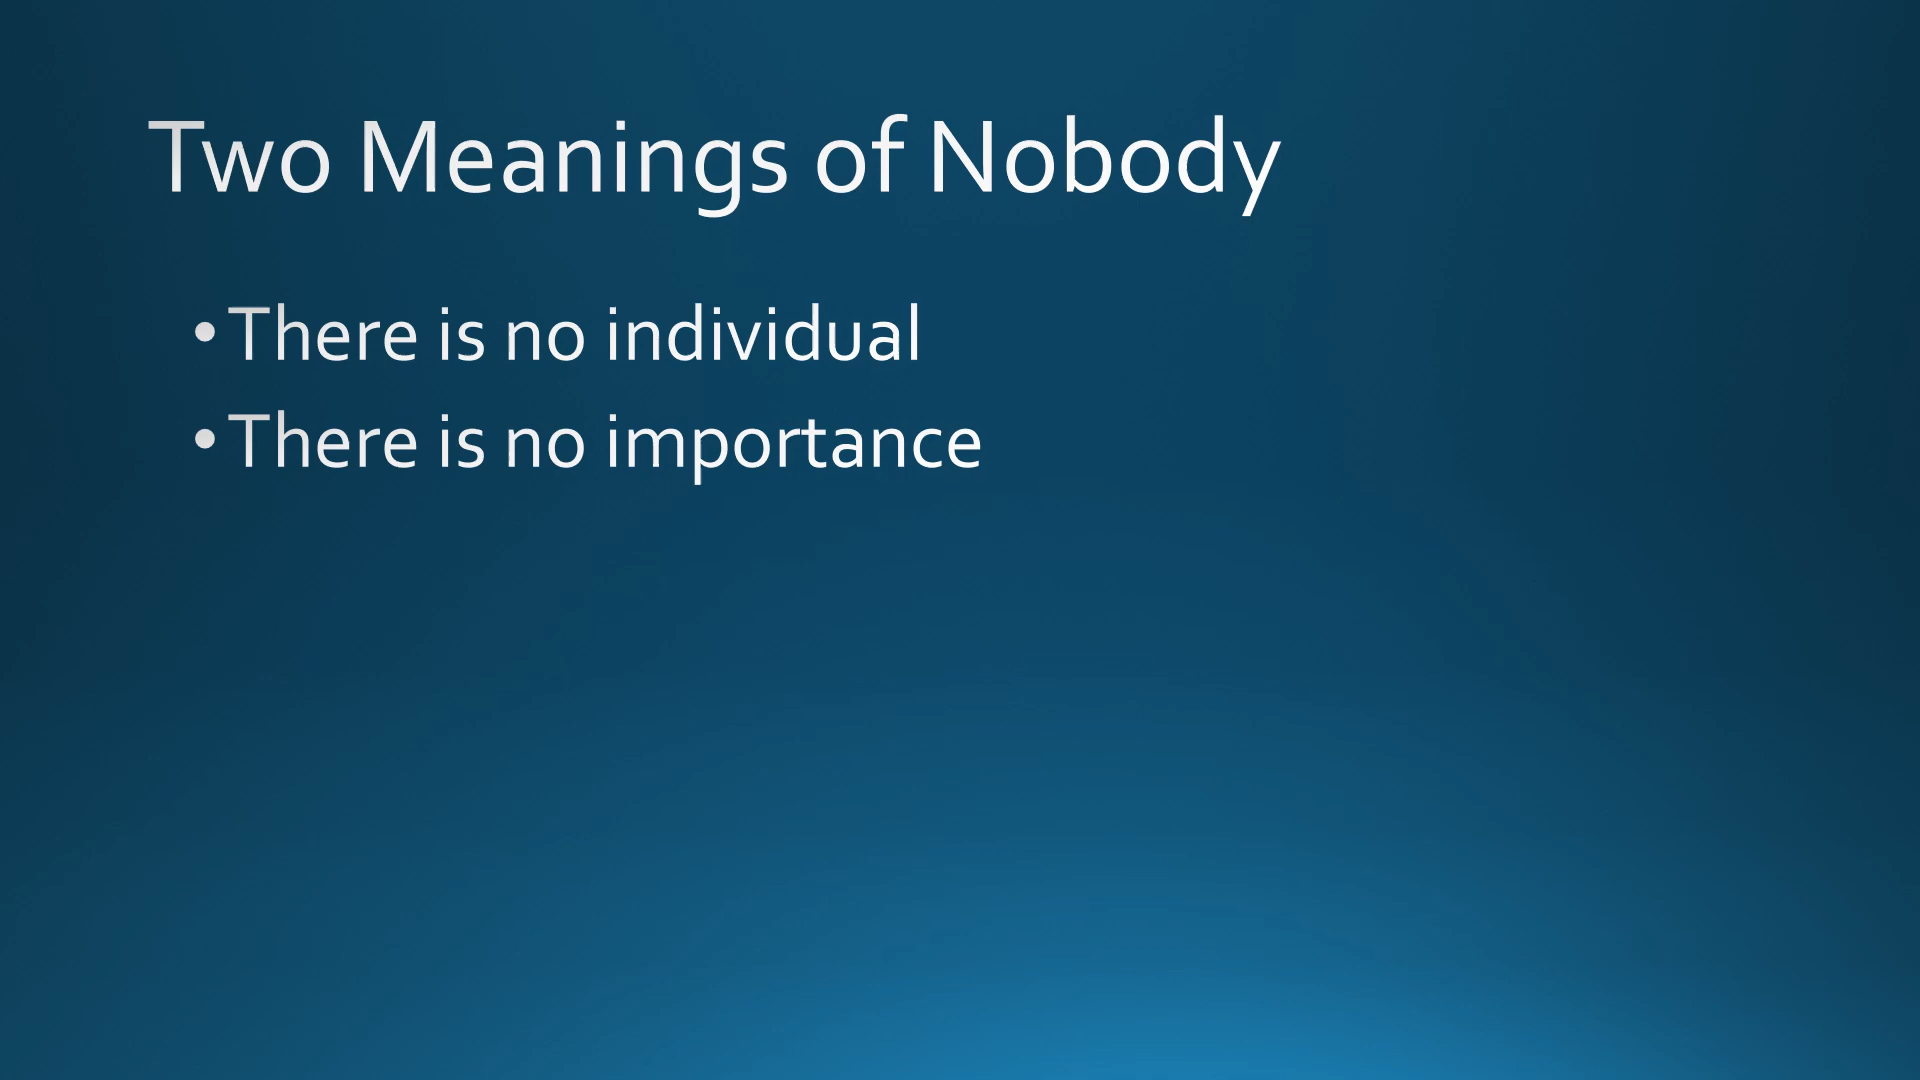 Two Meanings of Nobody
• There is no individual
• There is no importance